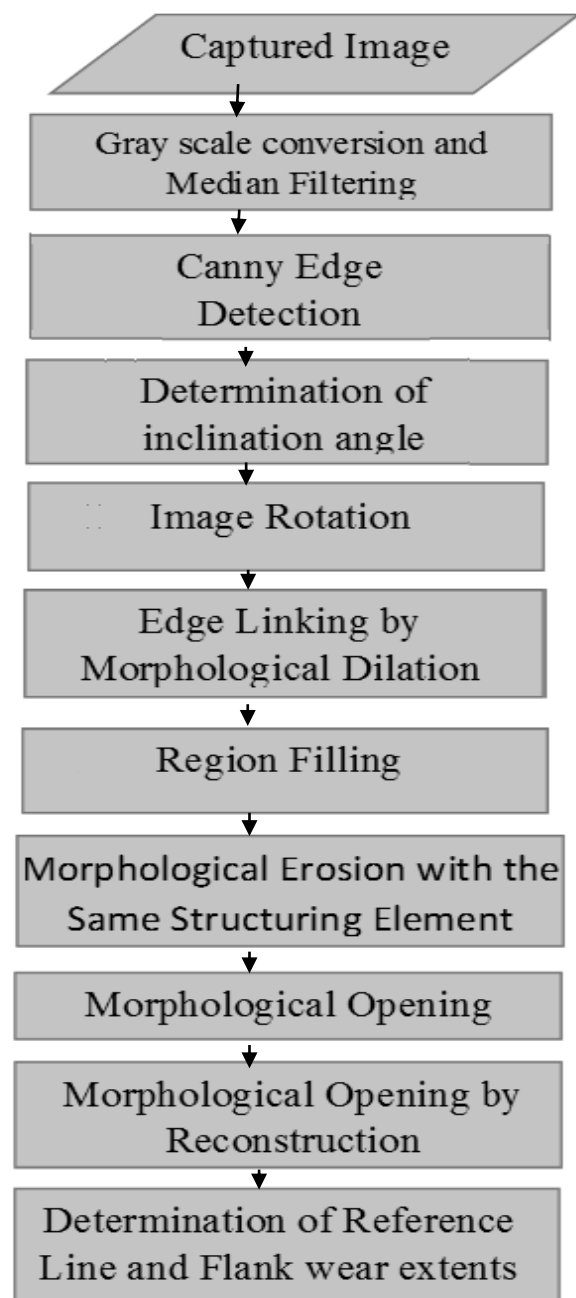 Captured Image
Gray scale conversion and
Median Filtering
Canny Edge
Detection
Determination of
inclination angle
Image Rotation
Edge Linking by
Morphological Dilation
Region Filling
Morphological Erosion with the
Same Structuring Element
Morphological Opening
Morphological Opening by
Reconstruction
Determination of Reference
Line and Flank wear extents